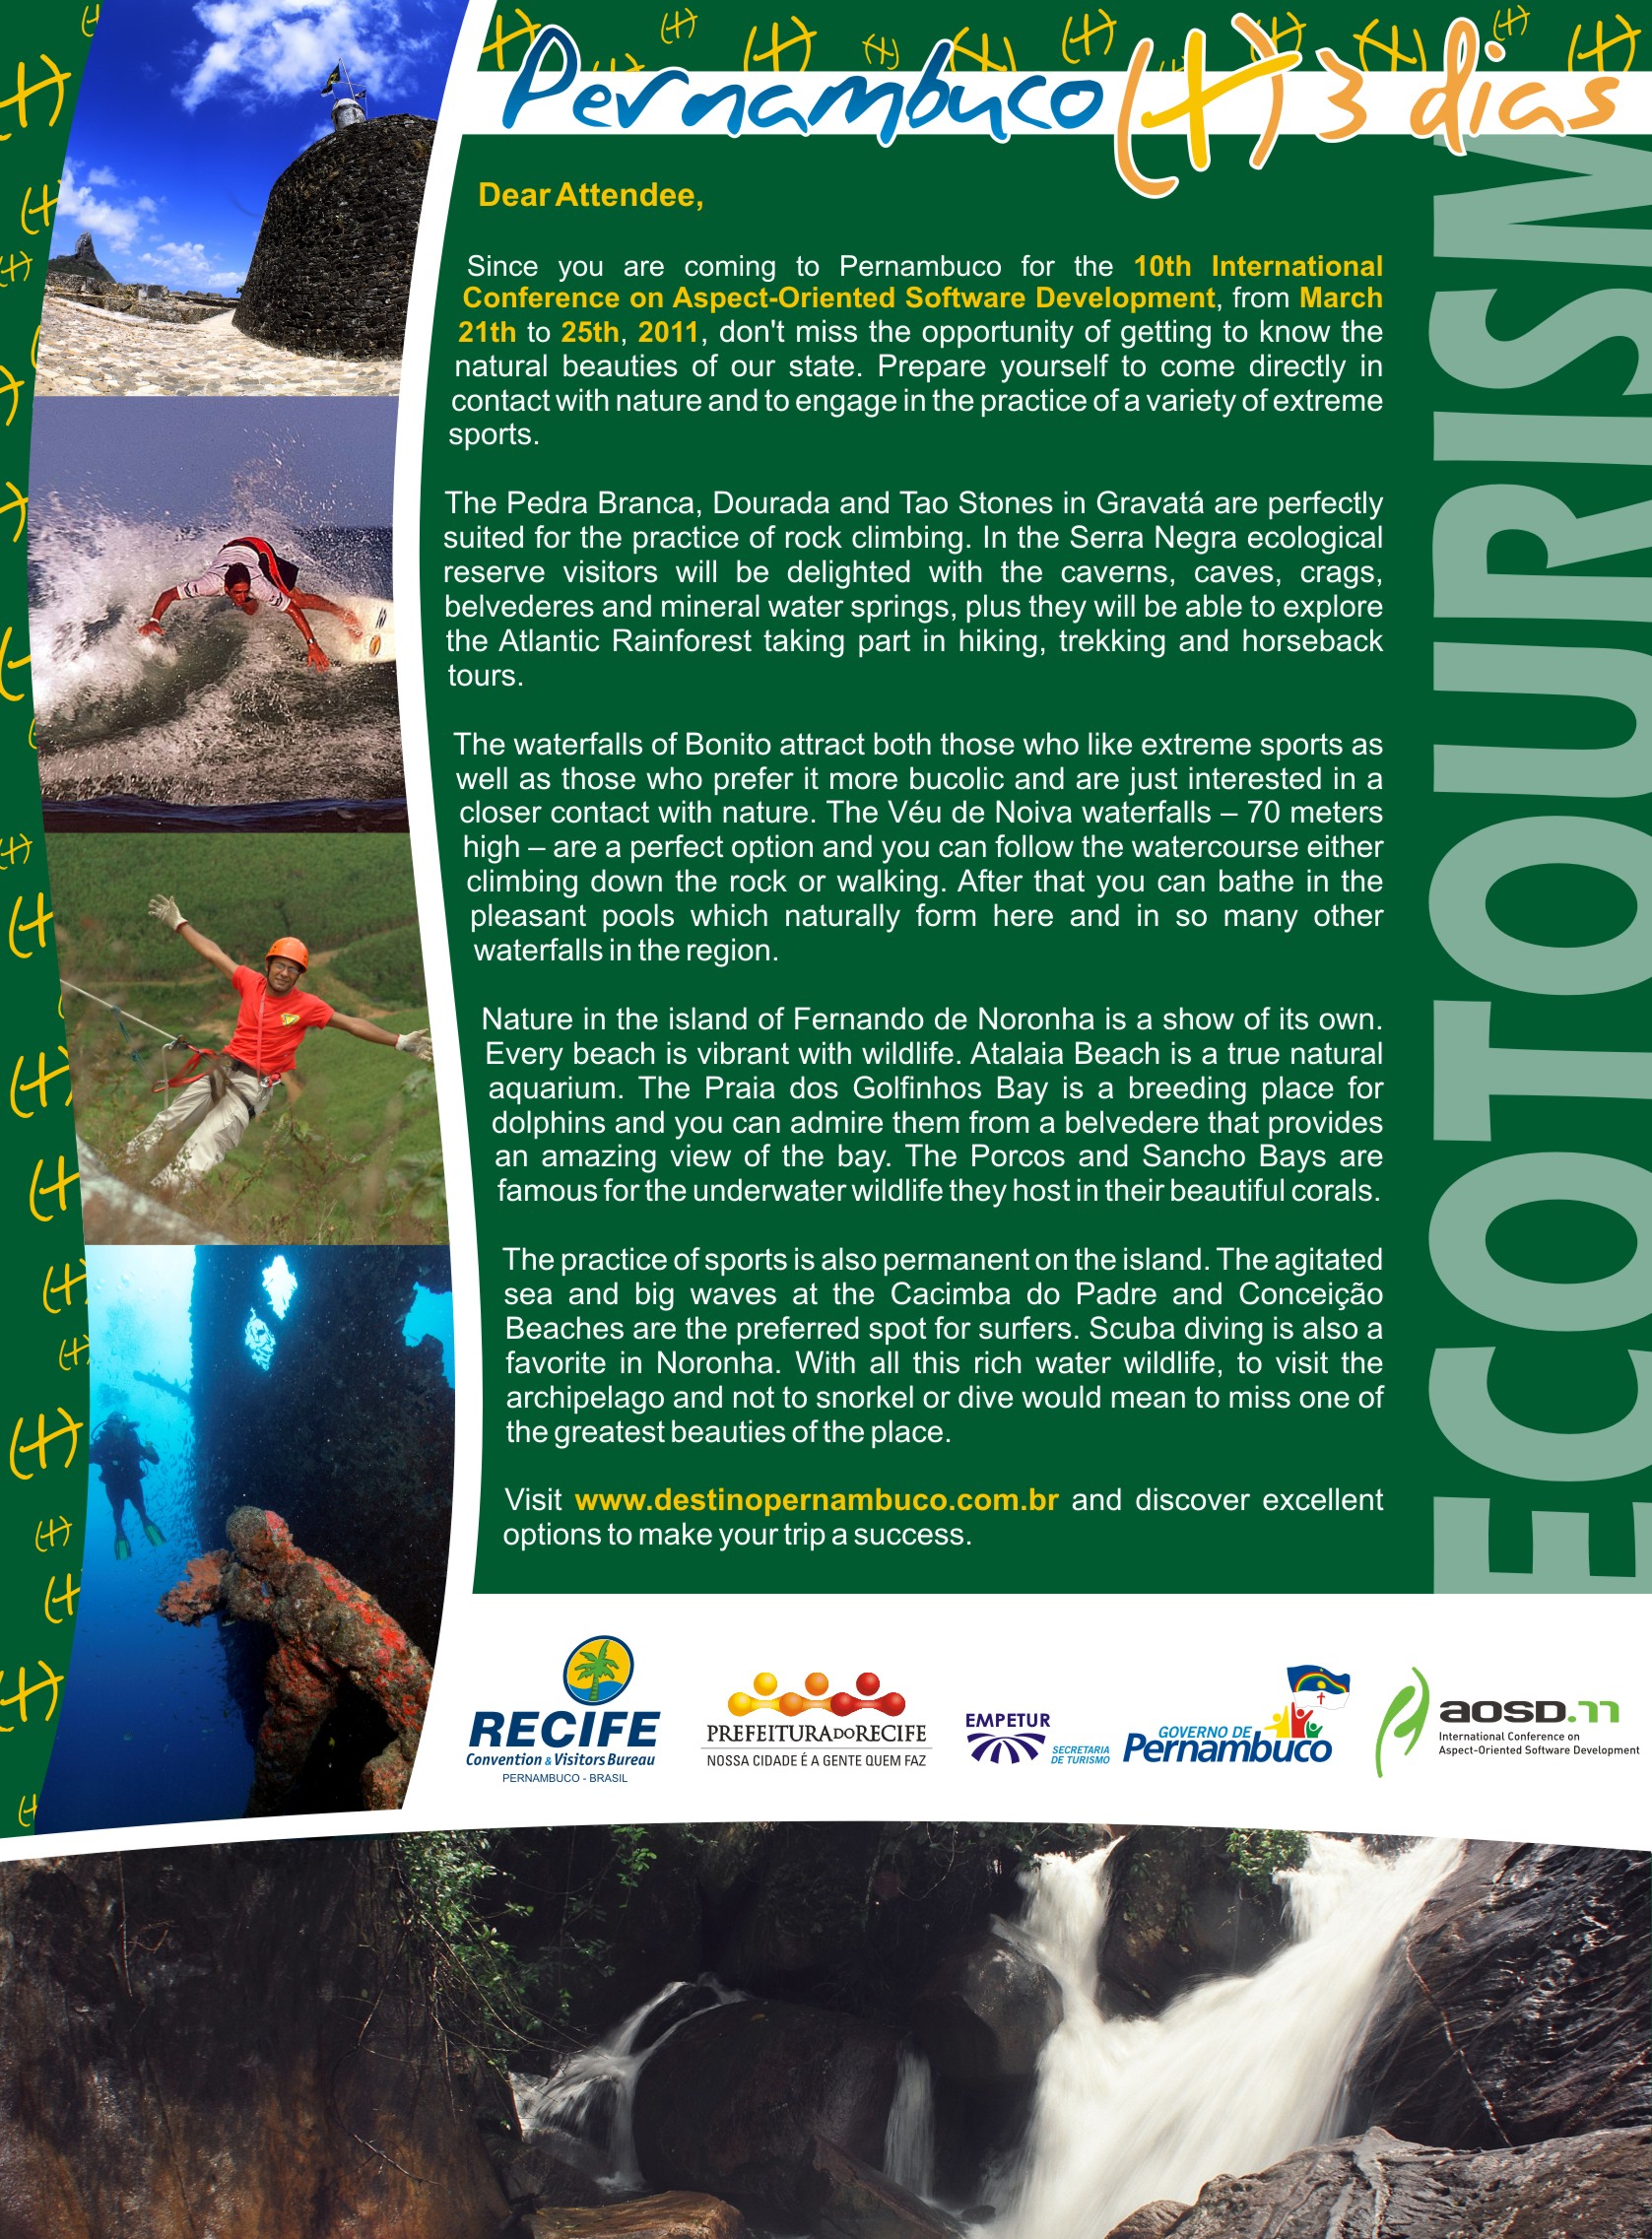 Pernambuco (+) 3 dias
Dear Attendee,
Since you are coming to Pernambuco for the 10th International
Conference on Aspect-Oriented Software Development, from March
21th to 25th, 2011, don't miss the opportunity of getting to know the
natural beauties of our state. Prepare yourself to come directly in
contact with nature and to engage in the practice of a variety of extreme
sports.
The Pedra Branca, Dourada and Tao Stones in Gravatá are perfectly
suited for the practice of rock climbing. In the Serra Negra ecological
reserve visitors will be delighted with the caverns, caves, crags,
belvederes and mineral water springs, plus they will be able to explore
the Atlantic Rainforest taking part in hiking, trekking and horseback
tours.
The waterfalls of Bonito attract both those who like extreme sports as
well as those who prefer it more bucolic and are just interested in a
closer contact with nature. The Véu de Noiva waterfalls – 70 meters
high – are a perfect option and you can follow the watercourse either
climbing down the rock or walking. After that you can bathe in the
pleasant pools which naturally form here and in so many other
waterfalls in the region.
Nature in the island of Fernando de Noronha is a show of its own.
Every beach is vibrant with wildlife. Atalaia Beach is a true natural
aquarium. The Praia dos Golfinhos Bay is a breeding place for
dolphins and you can admire them from a belvedere that provides
an amazing view of the bay. The Porcos and Sancho Bays are
famous for the underwater wildlife they host in their beautiful corals.
The practice of sports is also permanent on the island. The agitated
sea and big waves at the Cacimba do Padre and Conceição
Beaches are the preferred spot for surfers. Scuba diving is also a
favorite in Noronha. With all this rich water wildlife, to visit the
archipelago and not to snorkel or dive would mean to miss one of
the greatest beauties of the place.
Visit www.destinopernambuco.com.br and discover excellent
options to make your trip a success.
ECOTOURISM
RECIFE
Convention & Visitors Bureau
PERNAMBUCO - BRASIL
PREFEITURA DO RECIFE
NOSSA CIDADE É A GENTE QUEM FAZ
EMPETUR
SECRETARIA
DE TURISMO
GOVERNO DE
Pernambuco
AOSD.11
International Conference on
Aspect-Oriented Software Development